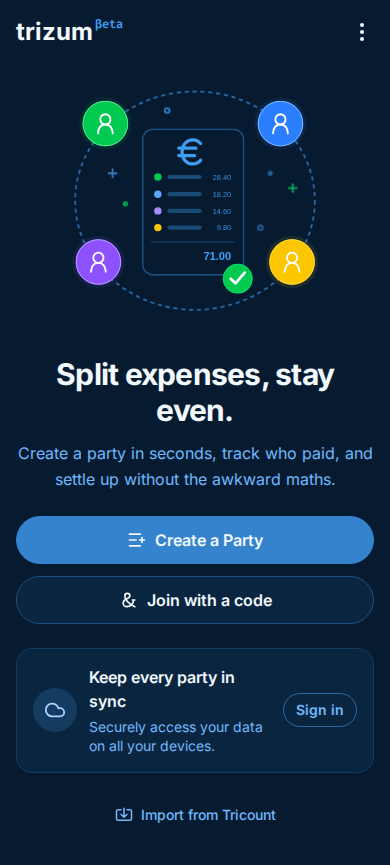 trizum βeta
€
28.40
18.20
14.60
9.80
71.00
Split expenses, stay
even.
Create a party in seconds, track who paid, and
settle up without the awkward maths.
Create a Party
& Join with a code
Keep every party in
sync
Securely access your data
on all your devices.
Sign in
Import from Tricount